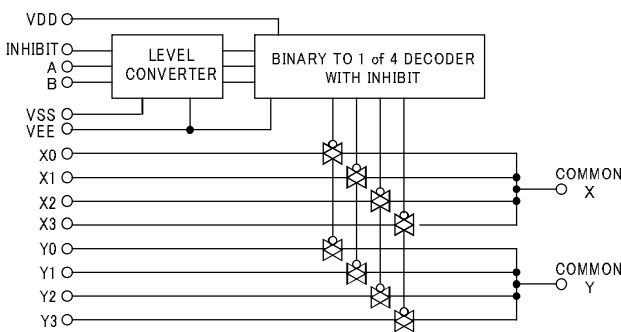 VDD
INHIBIT
A
B
LEVEL
CONVERTER
BINARY TO 1 of 4 DECODER
WITH INHIBIT
VSS
VEE
X0
X1
X2
X3
COMMON
X
Y0
Y1
Y2
Y3
COMMON
Y